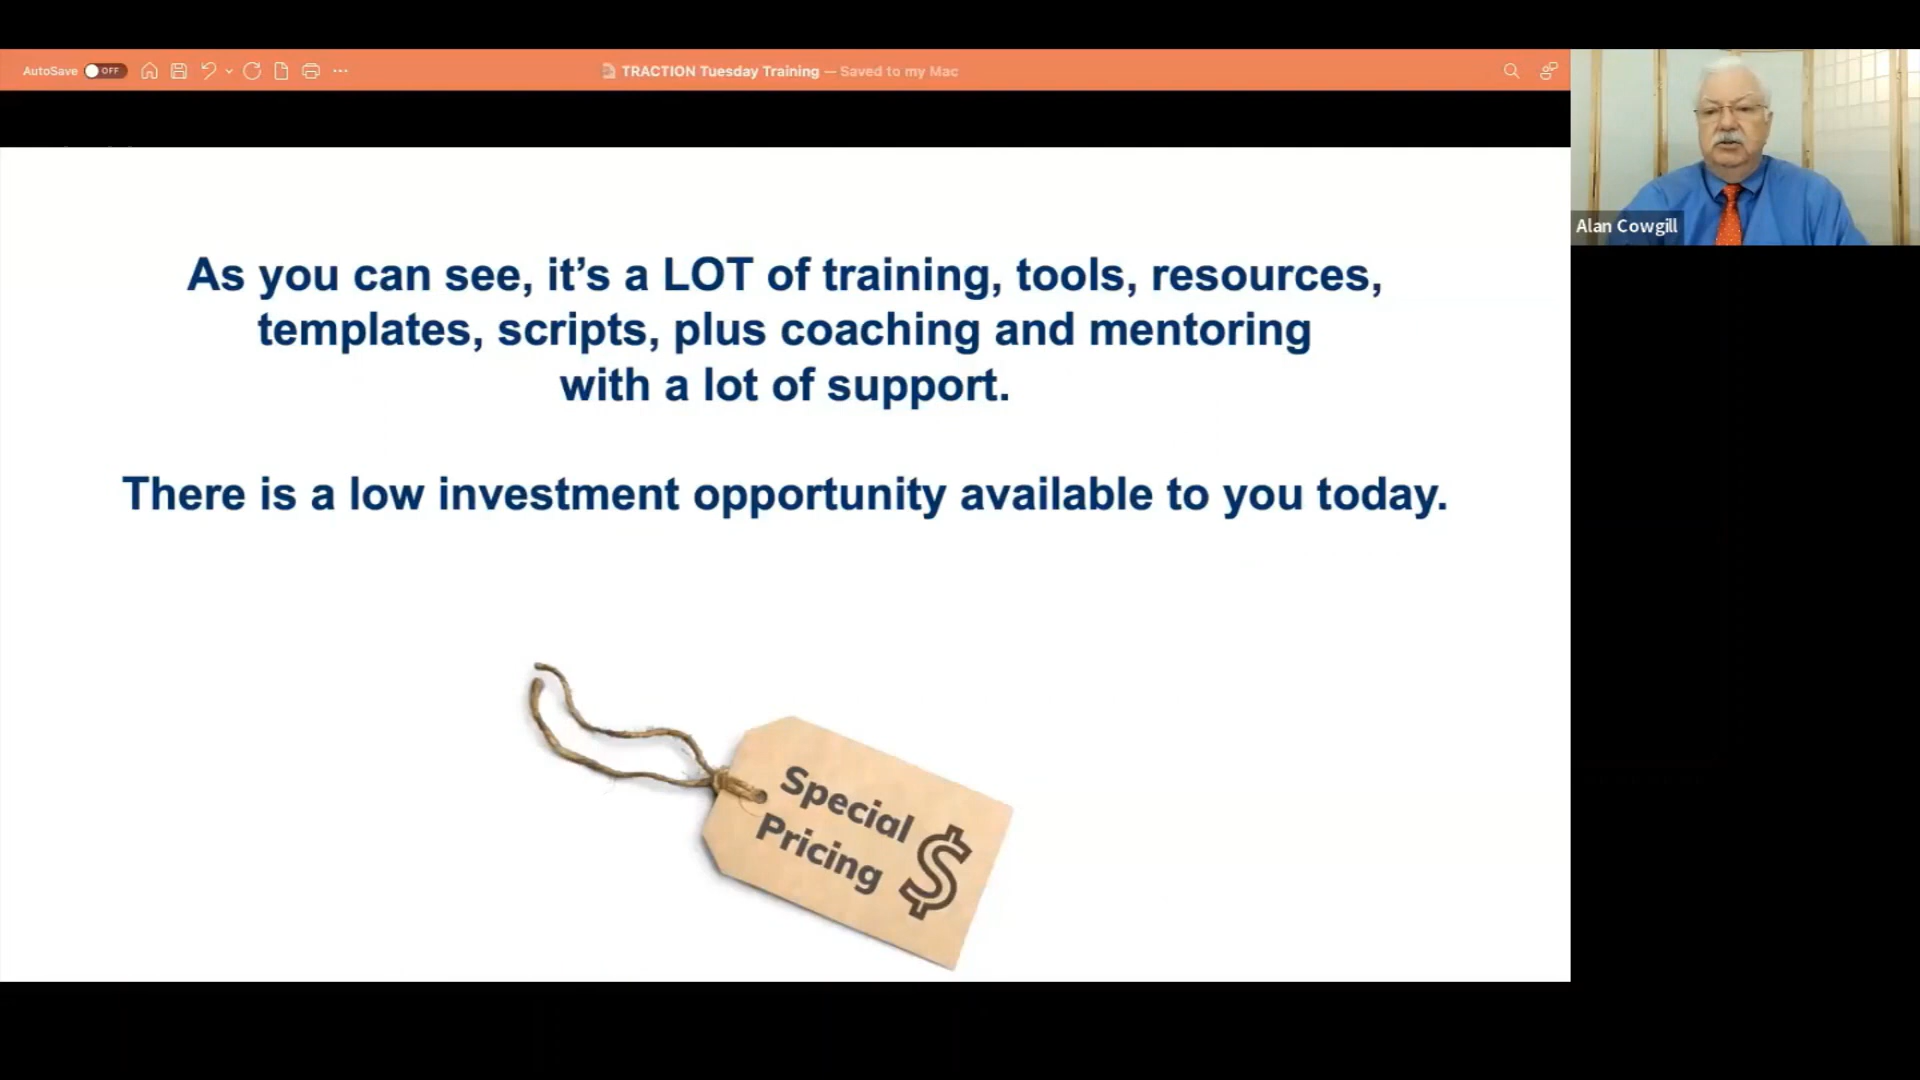 AutoSave OFF
TRACTION Tuesday Training — Saved to my Mac
Alan Cowgill
As you can see, it’s a LOT of training, tools, resources,
templates, scripts, plus coaching and mentoring
with a lot of support.
There is a low investment opportunity available to you today.
Special
Pricing
$